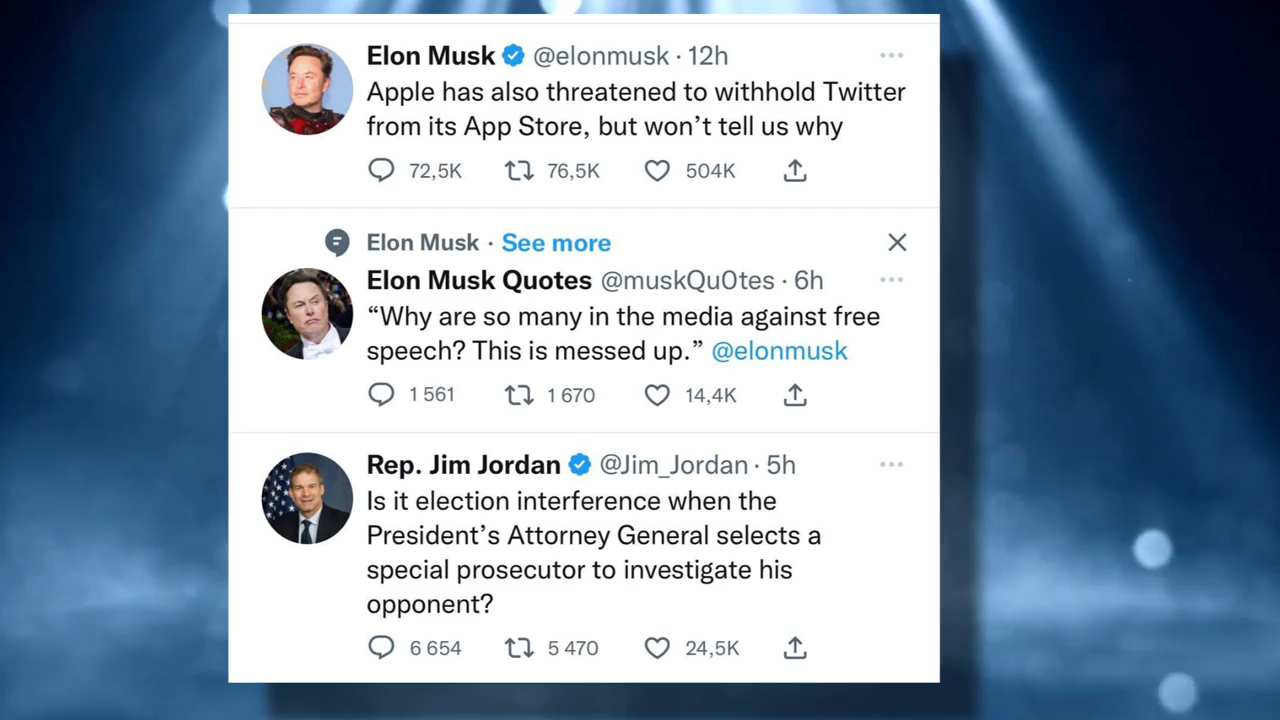 Elon Musk @elonmusk · 12h
Apple has also threatened to withhold Twitter
from its App Store, but won’t tell us why
72,5K 76,5K 504K
Elon Musk · See more
Elon Musk Quotes @muskQu0tes · 6h
“Why are so many in the media against free
speech? This is messed up.” @elonmusk
1 561 1 670 14,4K
Rep. Jim Jordan @Jim_Jordan · 5h
Is it election interference when the
President’s Attorney General selects a
special prosecutor to investigate his
opponent?
6 654 5 470 24,5K